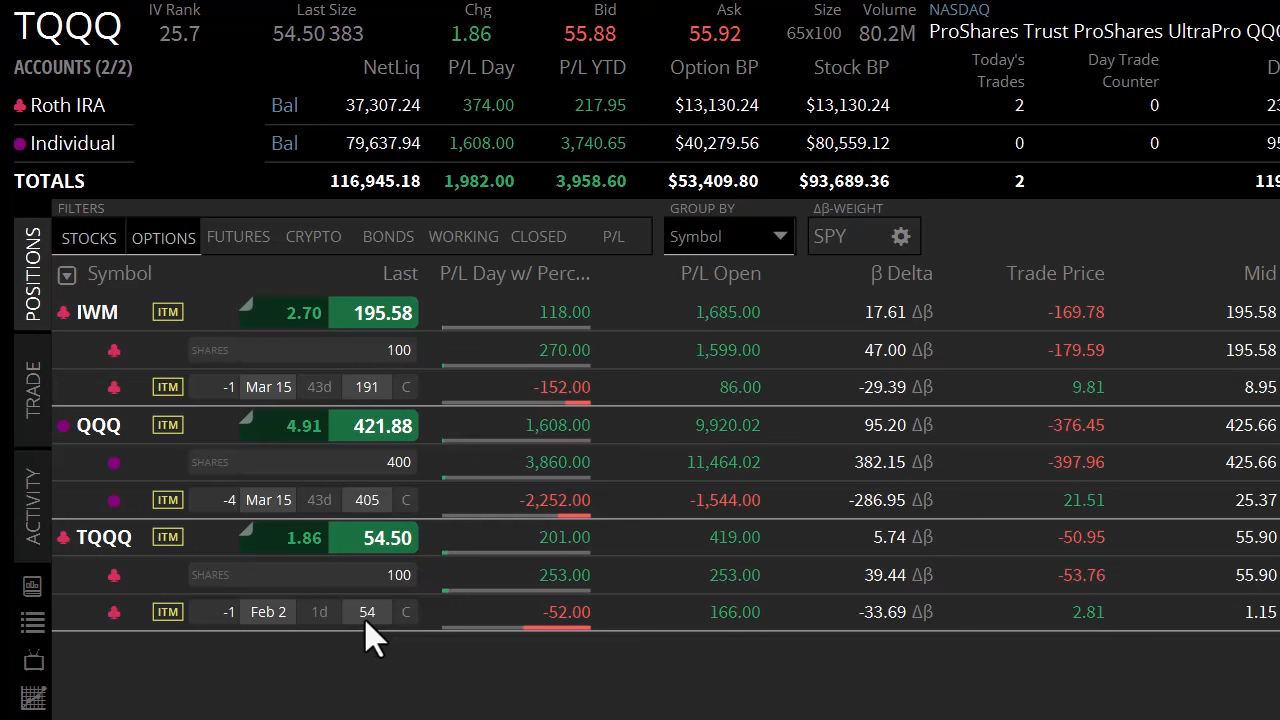 TQQQ IV Rank Last Size Chg Bid Ask Size Volume NASDAQ
25.7 54.50 383 1.86 55.88 55.92 65x100 80.2M ProShares Trust ProShares UltraPro QQQ
ACCOUNTS (2/2) NetLiq P/L Day P/L YTD Option BP Stock BP Today's Trades Day Trade Counter
Roth IRA Bal 37,307.24 374.00 217.95 $13,130.24 $13,130.24 2 0
Individual Bal 79,637.94 1,608.00 3,740.65 $40,279.56 $80,559.12 0 0
TOTALS 116,945.18 1,982.00 3,958.60 $53,409.80 $93,689.36 2
FILTERS GROUP BY Δβ-WEIGHT
STOCKS OPTIONS FUTURES CRYPTO BONDS WORKING CLOSED P/L Symbol SPY
POSITIONS
TRADE
ACTIVITY
Symbol Last P/L Day w/ Perc... P/L Open β Delta Trade Price Mid
IWM ITM 2.70 195.58 118.00 1,685.00 17.61 Δβ -169.78 195.58
SHARES 100 270.00 1,599.00 47.00 Δβ -179.59 195.58
ITM -1 Mar 15 43d 191 C -152.00 86.00 -29.39 Δβ 9.81 8.95
QQQ ITM 4.91 421.88 1,608.00 9,920.02 95.20 Δβ -376.45 425.66
SHARES 400 3,860.00 11,464.02 382.15 Δβ -397.96 425.66
ITM -4 Mar 15 43d 405 C -2,252.00 -1,544.00 -286.95 Δβ 21.51 25.37
TQQQ ITM 1.86 54.50 201.00 419.00 5.74 Δβ -50.95 55.90
SHARES 100 253.00 253.00 39.44 Δβ -53.76 55.90
ITM -1 Feb 2 1d 54 C -52.00 166.00 -33.69 Δβ 2.81 1.15